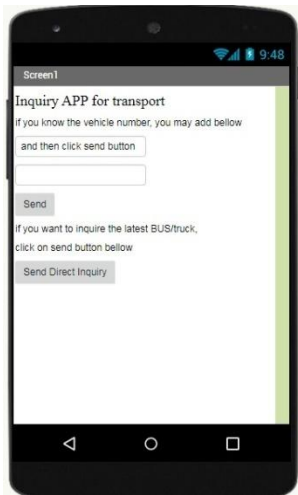 9:48
Screen1
Inquiry APP for transport
if you know the vehicle number, you may add bellow
and then click send button
Send
if you want to inquire the latest BUS/truck,
click on send button bellow
Send Direct Inquiry